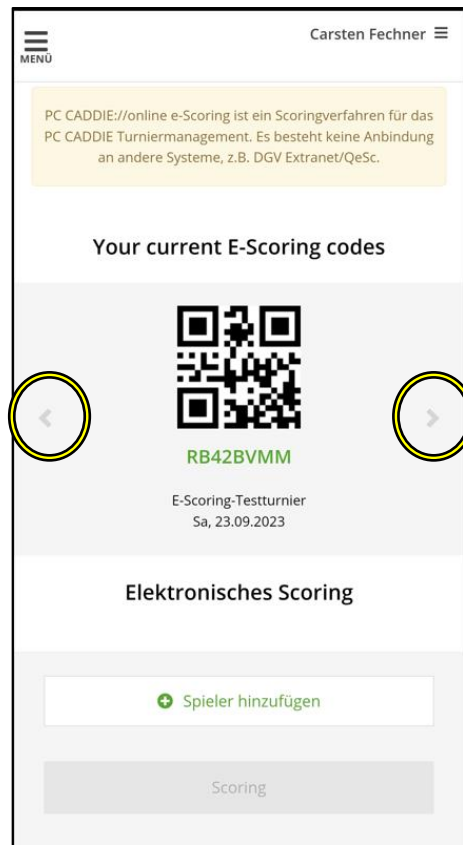 Carsten Fechner
MENÜ
PC CADDIE://online e-Scoring ist ein Scoringverfahren für das
PC CADDIE Turniermanagement. Es besteht keine Anbindung
an andere Systeme, z.B. DGV Extranet/QeSc.
Your current E-Scoring codes
RB42BVMM
E-Scoring-Testturnier
Sa, 23.09.2023
Elektronisches Scoring
Spieler hinzufügen
Scoring